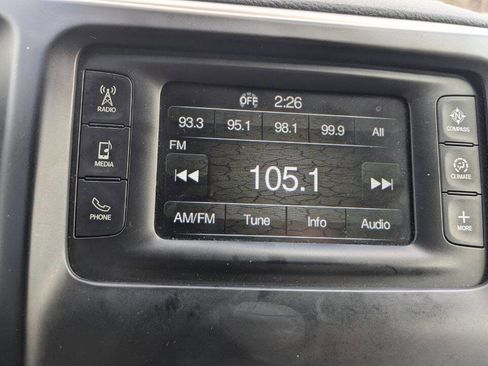 OFF 2:26
93.3 95.1 98.1 99.9 All
FM
105.1
AM/FM Tune Info Audio
RADIO
MEDIA
PHONE
N
COMPASS
CLIMATE
MORE